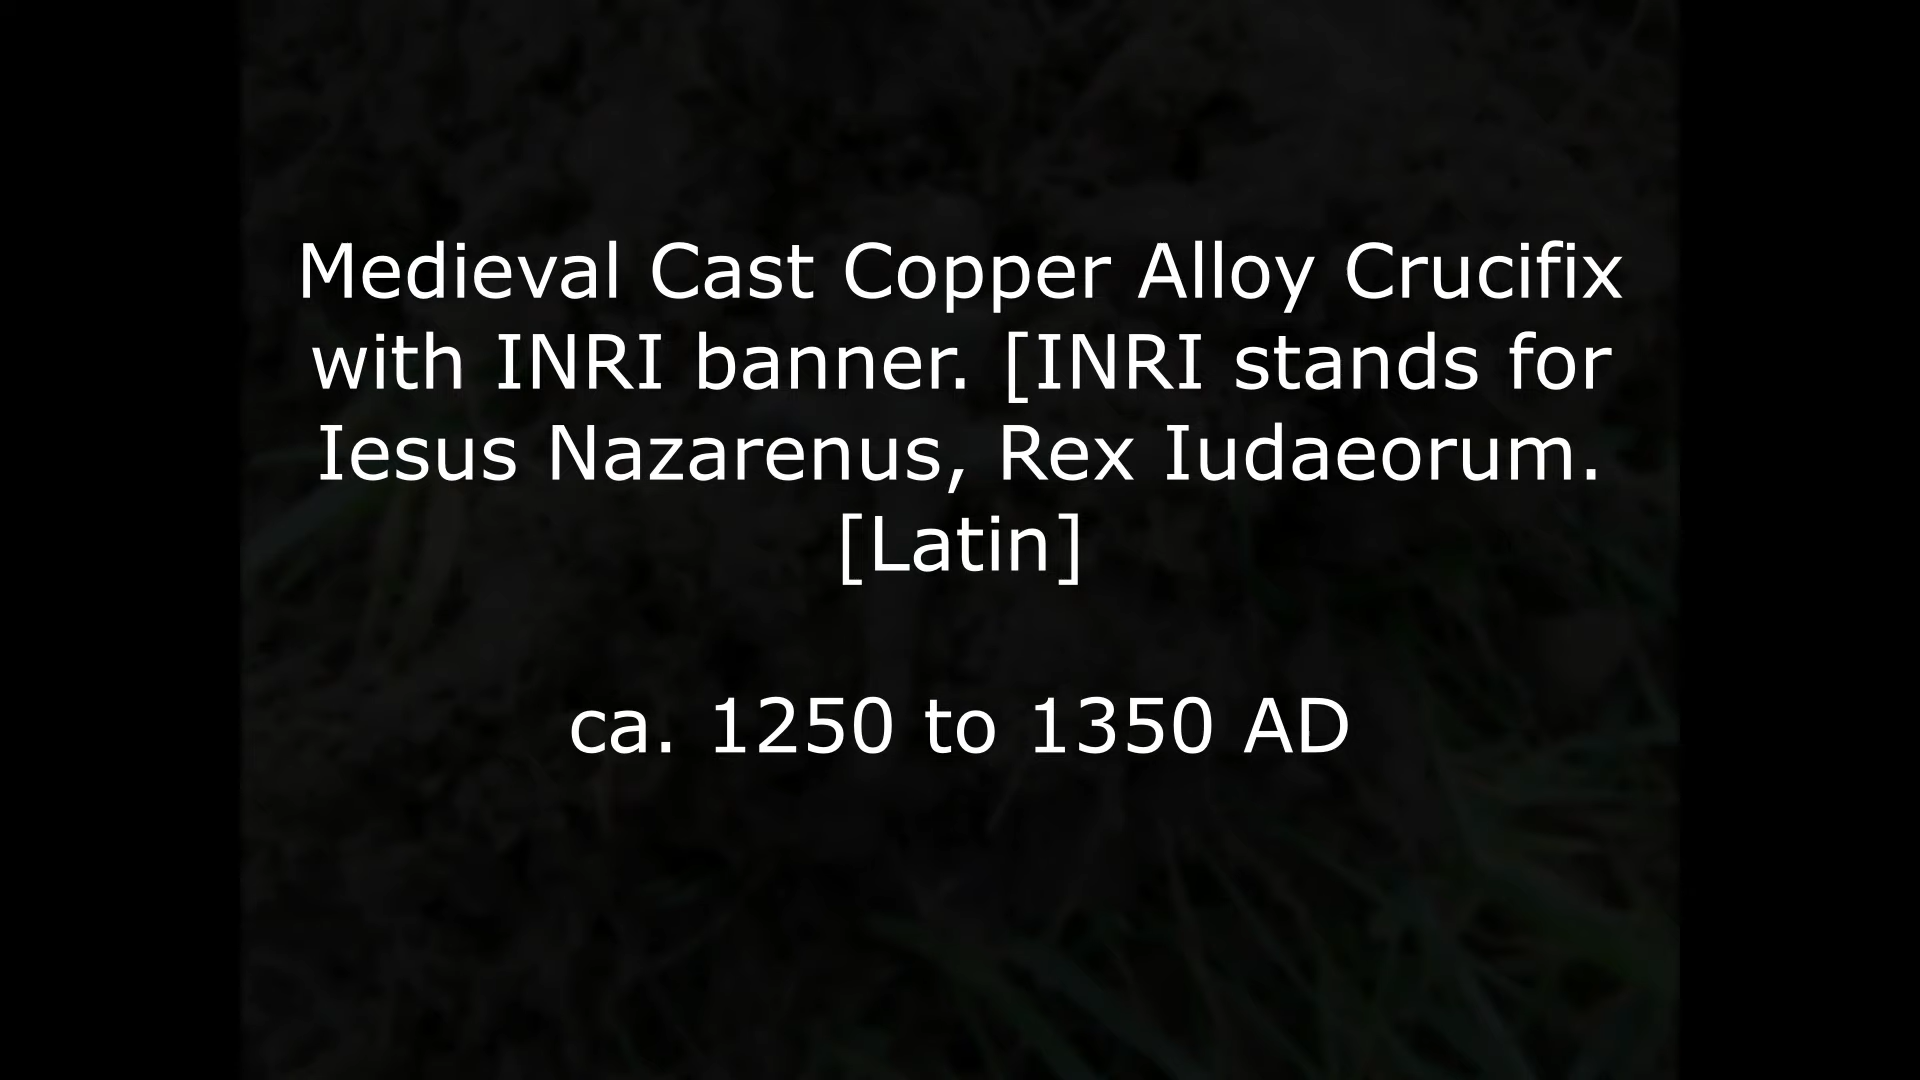 Medieval Cast Copper Alloy Crucifix
with INRI banner. [INRI stands for
Iesus Nazarenus, Rex Iudaeorum.
[Latin]
ca. 1250 to 1350 AD